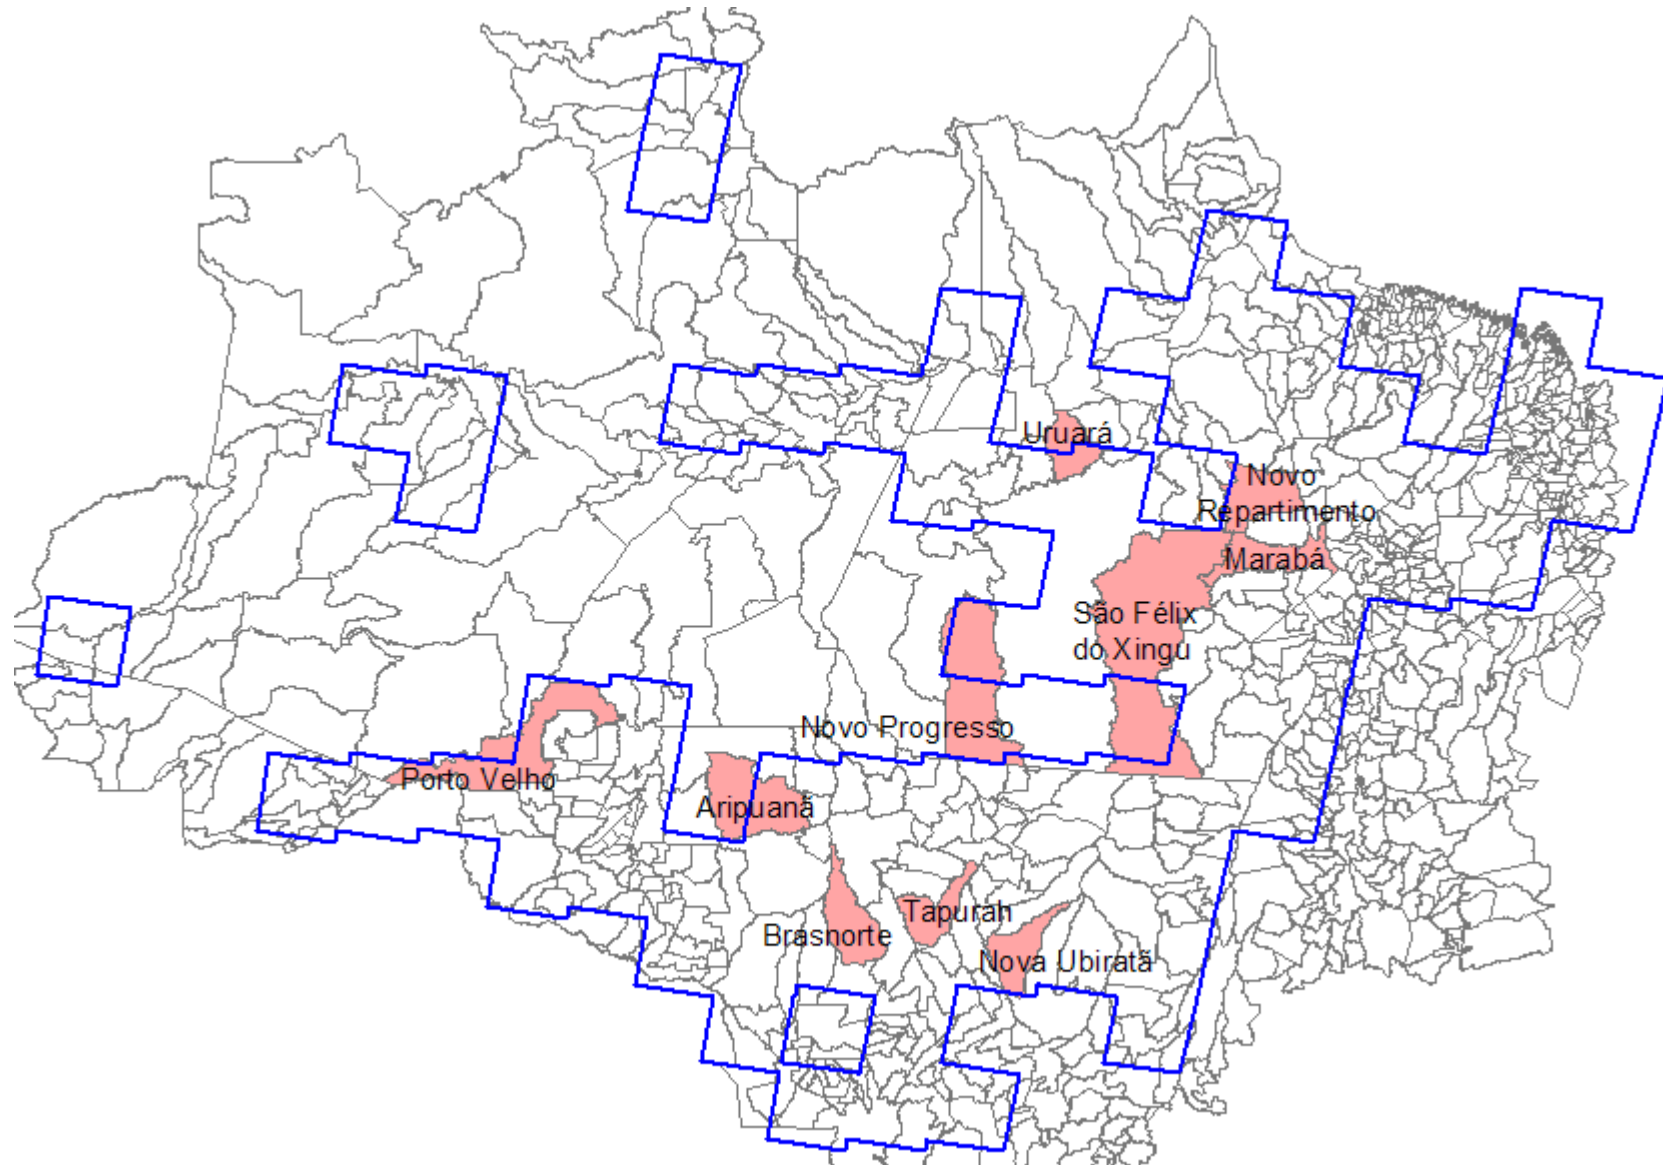 Uruará
Novo
Repartimento
Marabá
São Félix
do Xingu
Novo Progresso
Porto Velho
Aripuanã
Tapurah
Brasnorte
Nova Ubiratã